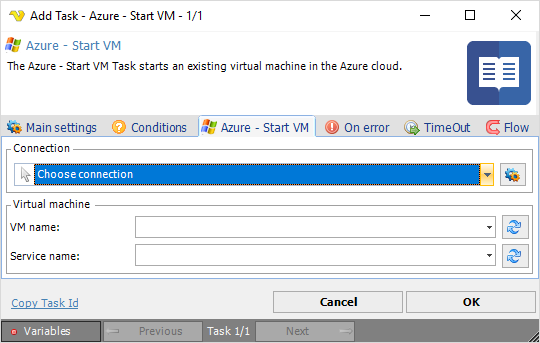 Add Task - Azure - Start VM - 1/1
Azure - Start VM
The Azure - Start VM Task starts an existing virtual machine in the Azure cloud.
Main settings Conditions Azure - Start VM On error TimeOut Flow
Connection
Choose connection
Virtual machine
VM name:
Service name:
Copy Task Id Cancel OK
Variables Previous Task 1/1 Next